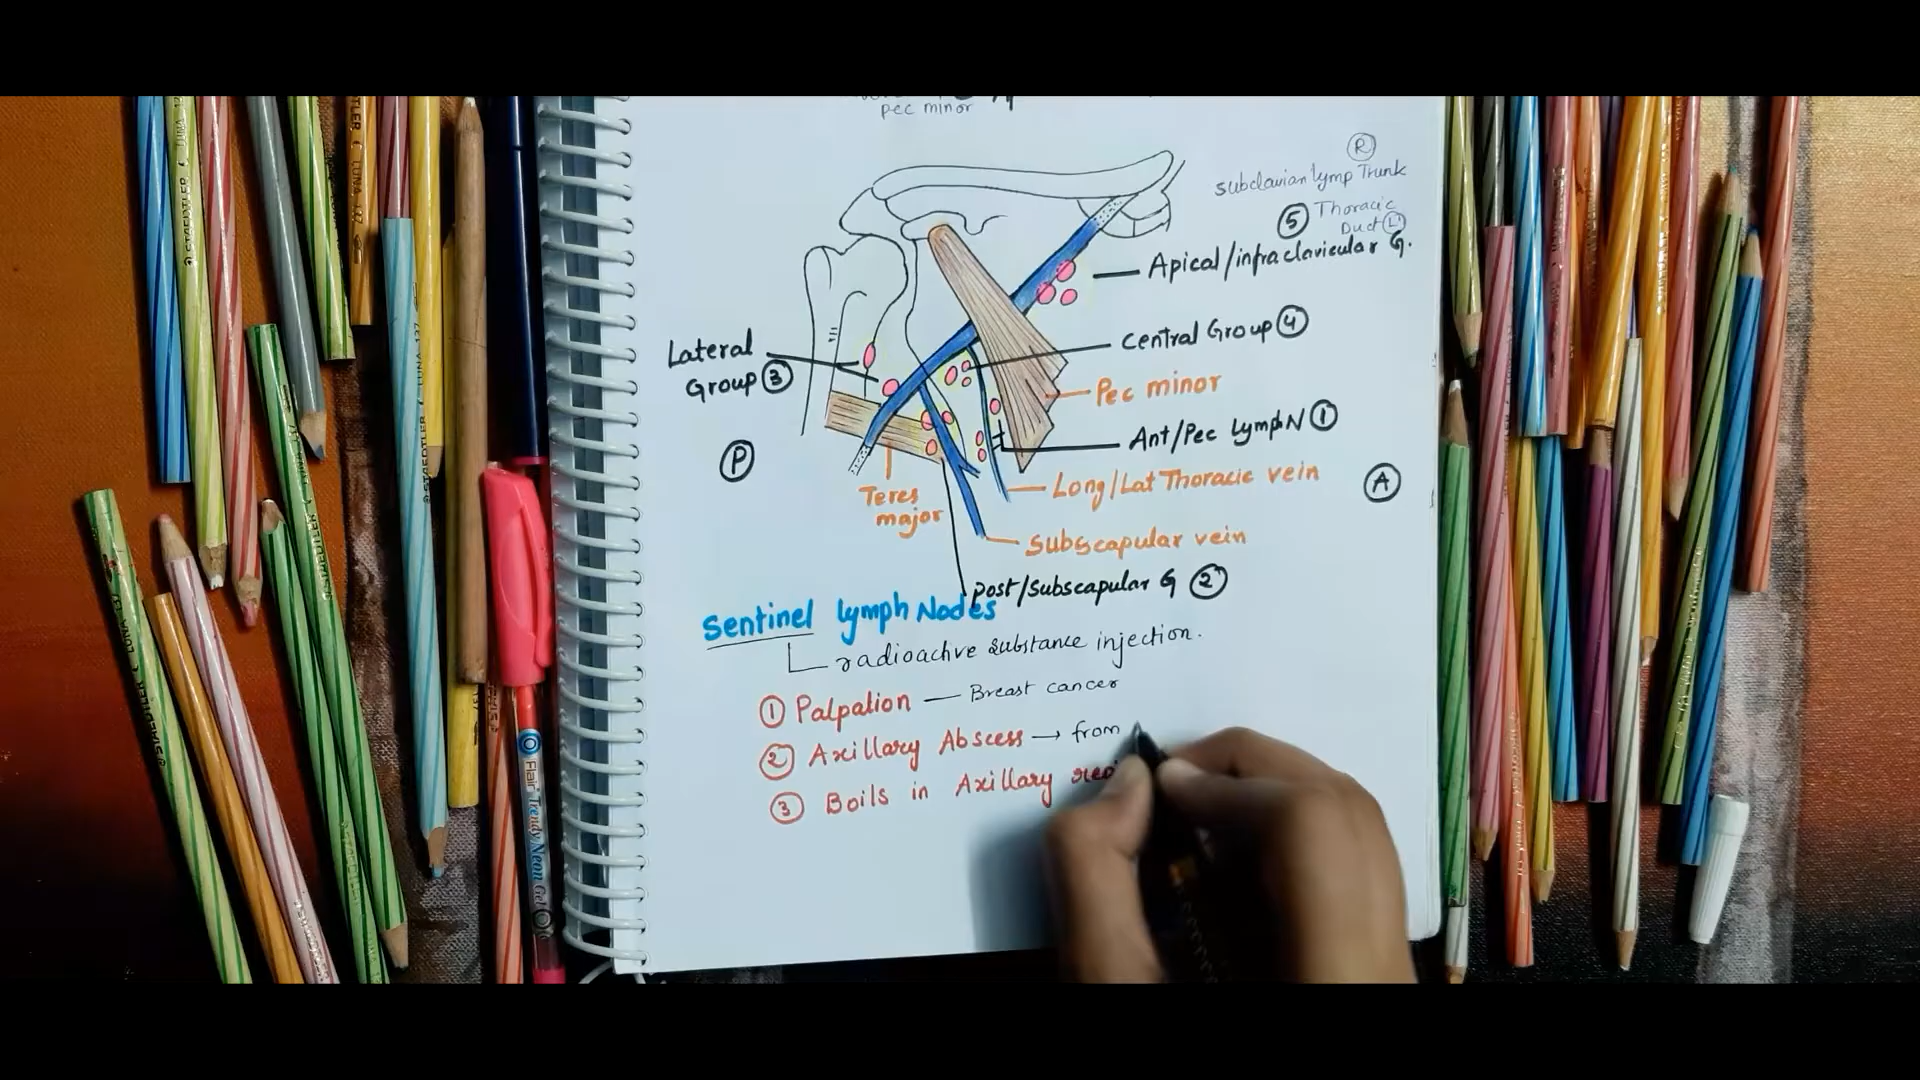 pec minor
R
Subclavian lymp Trunk
5 Thoracic
Duct L
Apical/infraclavicular G.
Central Group 4
Lateral
Group 3
Pec minor
Ant/Pec lymph N 1
P
Long/Lat Thoracic vein
A
Teres
major
Subscapular vein
Post/Subscapular G 2
Sentinel lymph Nodes
radioactive substance injection.
1 Palpation — Breast cancer
2 Axillary Abscess → from
3 Boils in Axillary
STAEDTLER
LUNA
Flair Trendy Neon Gel